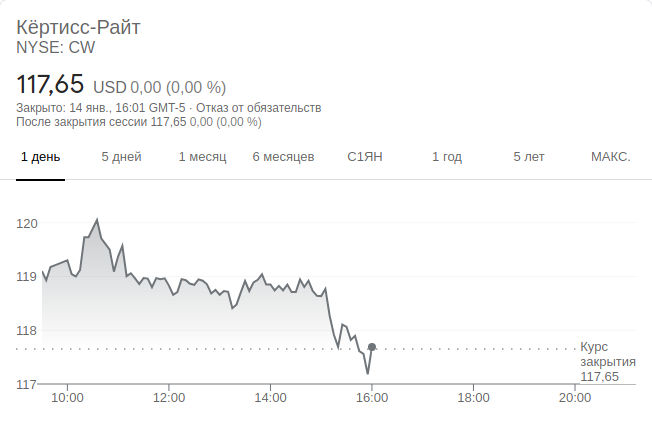 Кёртисс-Райт
NYSE: CW
117,65 USD 0,00 (0,00 %)
Закрыто: 14 янв., 16:01 GMT-5 · Отказ от обязательств
После закрытия сессии 117,65 0,00 (0,00 %)
1 день 5 дней 1 месяц 6 месяцев С1ЯН 1 год 5 лет МАКС.
120
119
118
Курс
закрытия
117,65
117
10:00 12:00 14:00 16:00 18:00 20:00